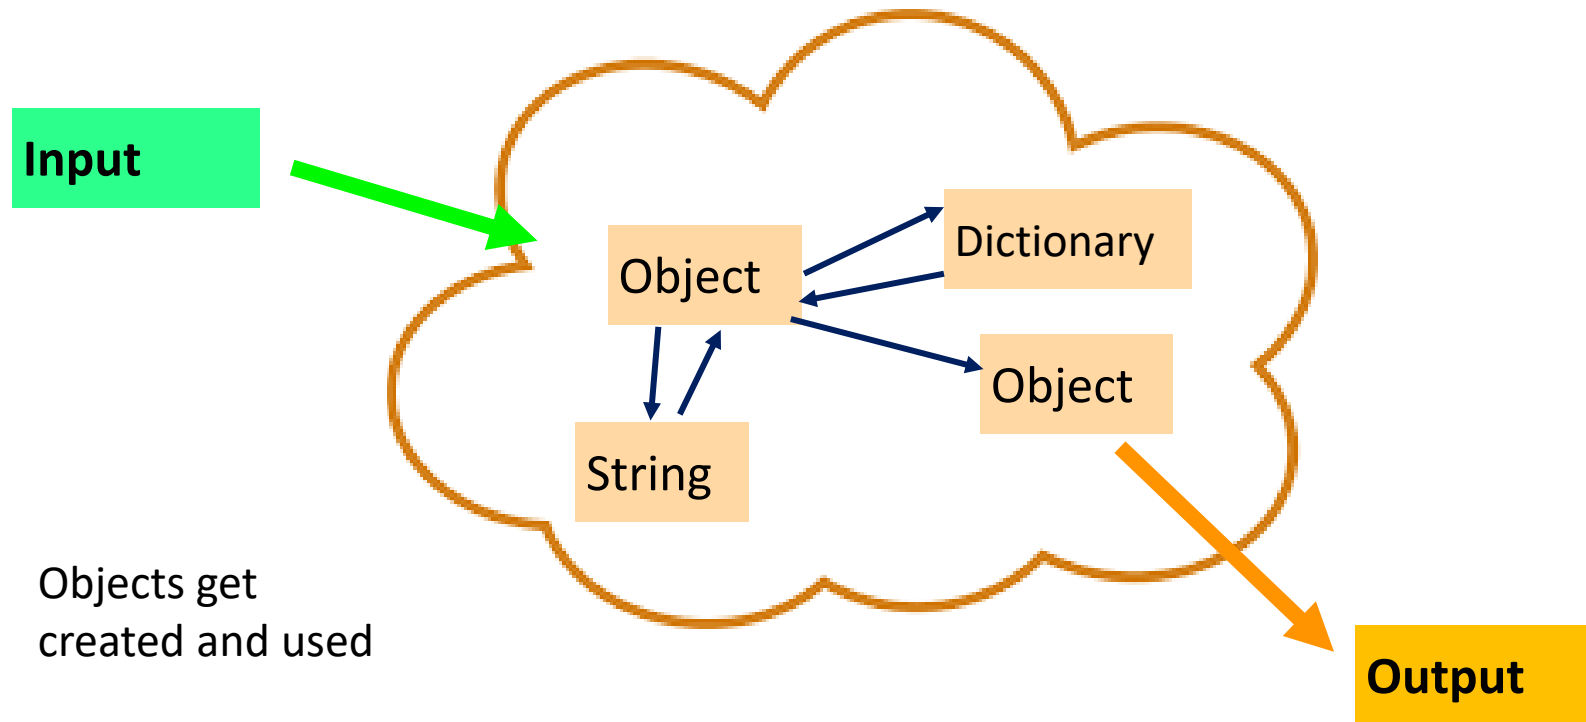 Input
Dictionary
Object
Object
String
Objects get
created and used
Output